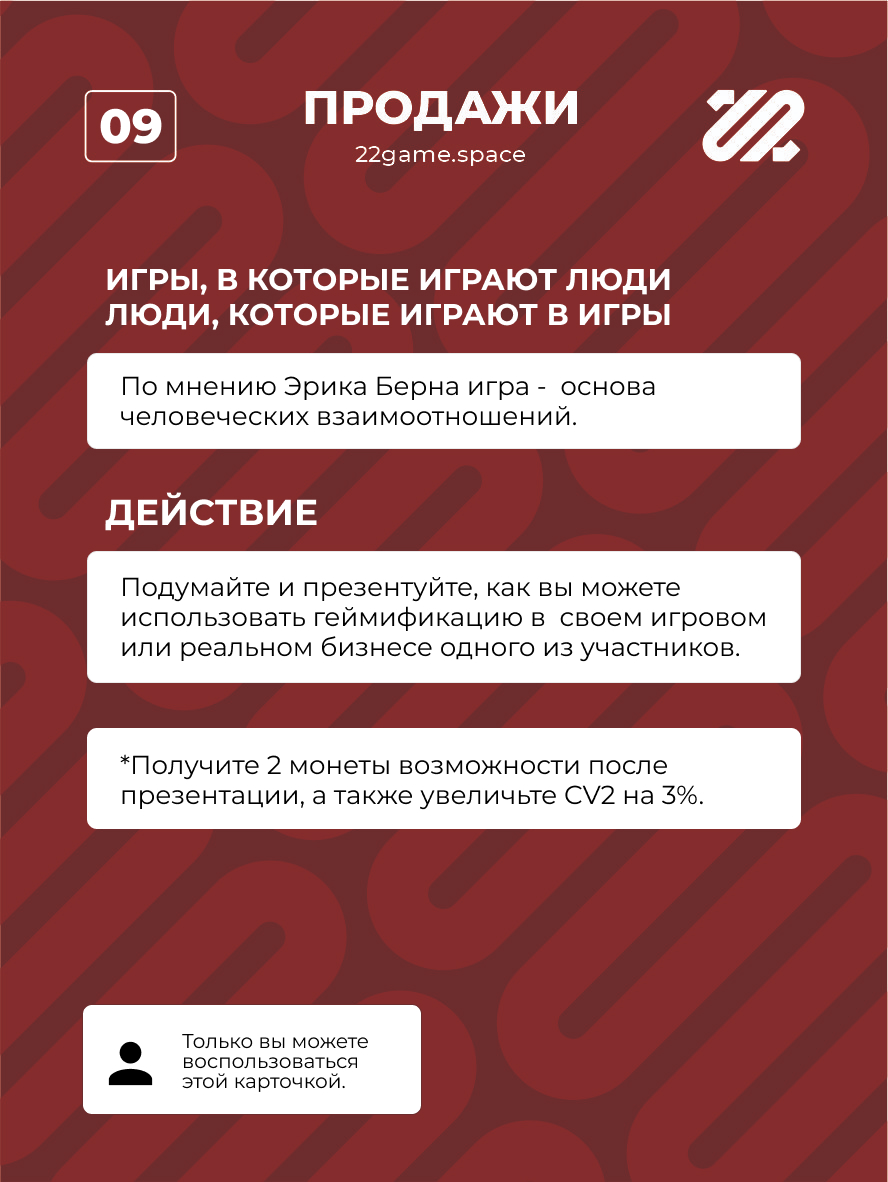 09
ПРОДАЖИ
22game.space
ИГРЫ, В КОТОРЫЕ ИГРАЮТ ЛЮДИ
ЛЮДИ, КОТОРЫЕ ИГРАЮТ В ИГРЫ
По мнению Эрика Берна игра -  основа
человеческих взаимоотношений.
ДЕЙСТВИЕ
Подумайте и презентуйте, как вы можете
использовать геймификацию в  своем игровом
или реальном бизнесе одного из участников.
*Получите 2 монеты возможности после
презентации, а также увеличьте CV2 на 3%.
Только вы можете
воспользоваться
этой карточкой.